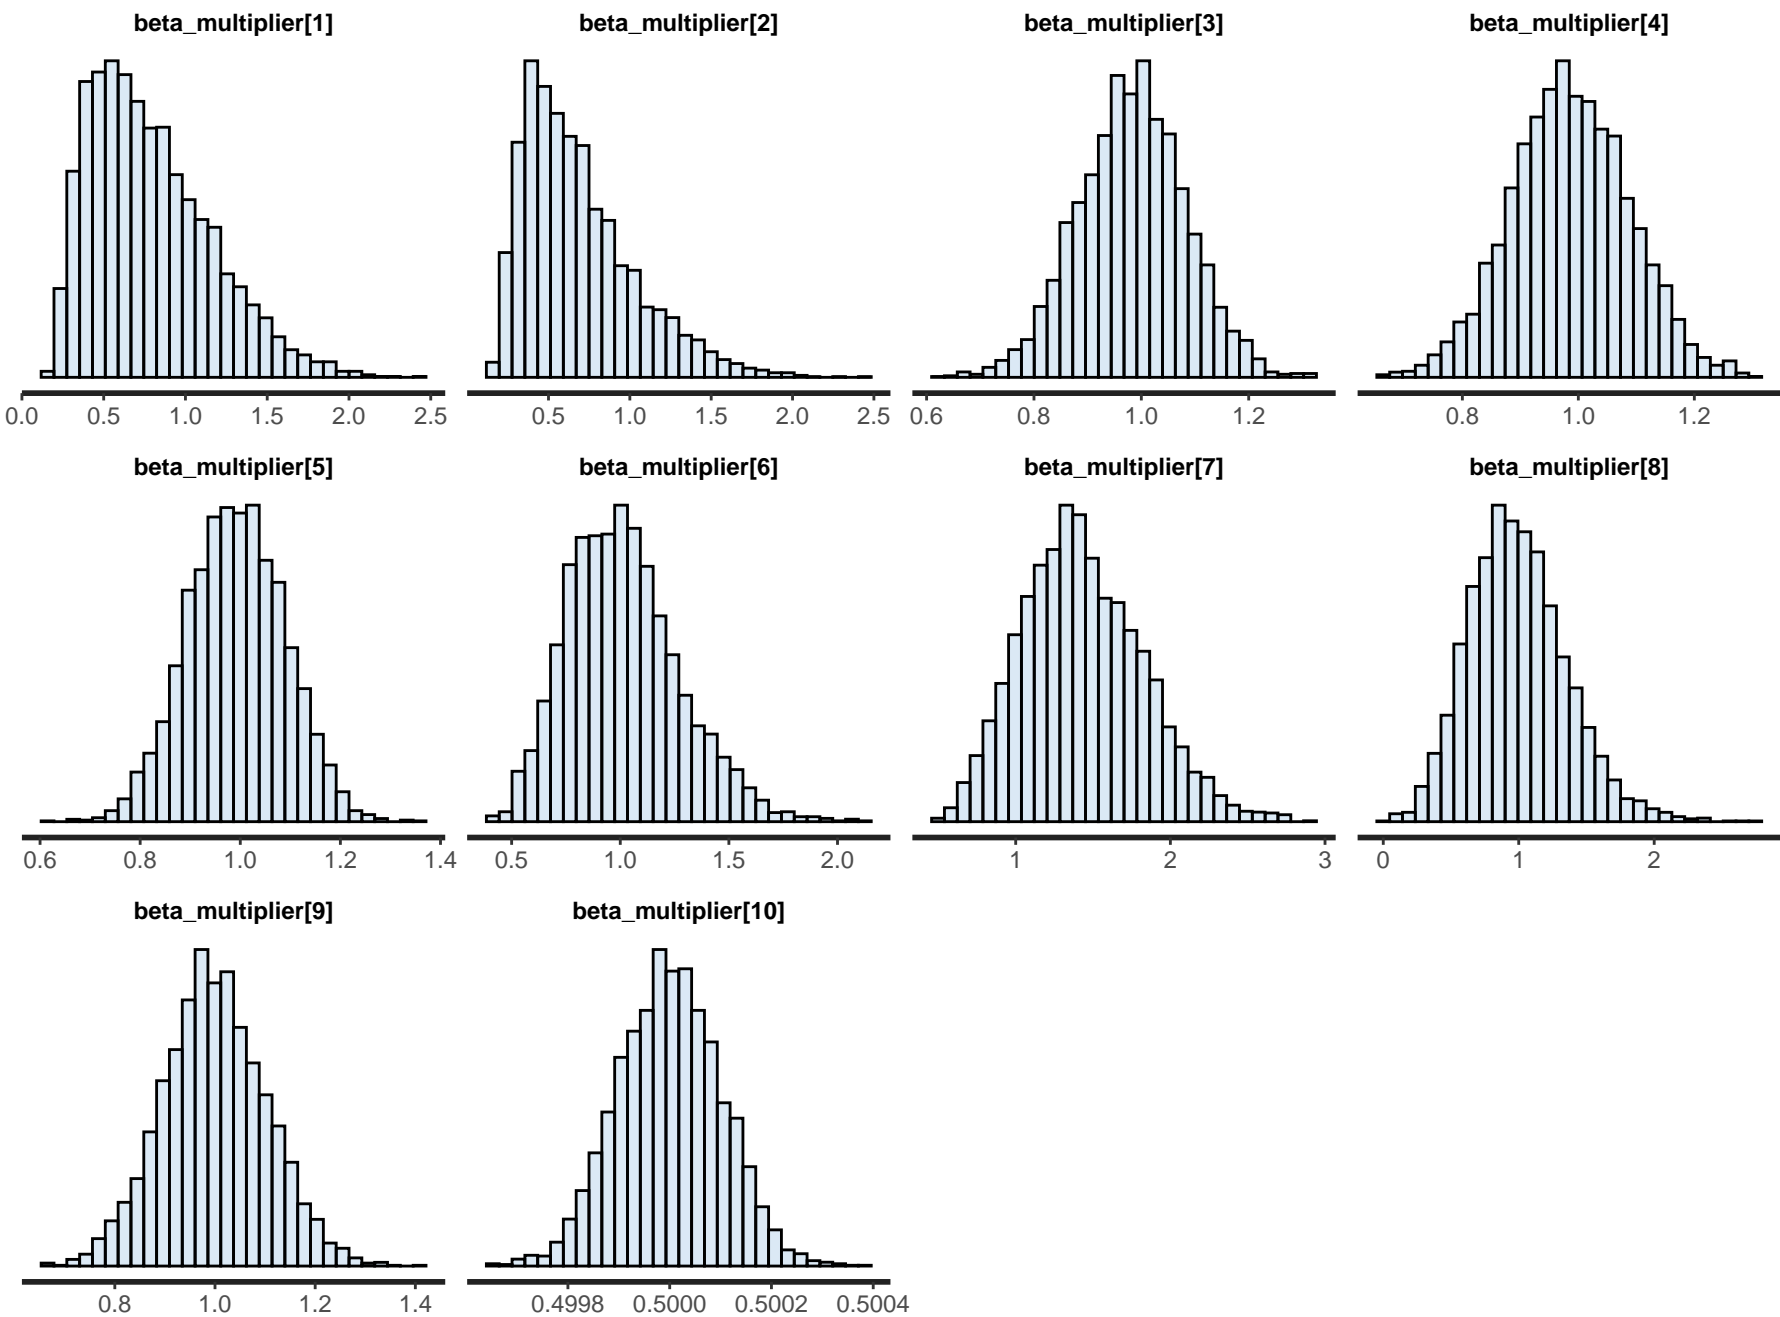 beta_multiplier[1] beta_multiplier[2] beta_multiplier[3] beta_multiplier[4]
0.0 0.5 1.0 1.5 2.0 2.5 0.5 1.0 1.5 2.0 2.5 0.6 0.8 1.0 1.2 0.8 1.0 1.2
beta_multiplier[5] beta_multiplier[6] beta_multiplier[7] beta_multiplier[8]
0.6 0.8 1.0 1.2 1.4 0.5 1.0 1.5 2.0 1 2 3 0 1 2
beta_multiplier[9] beta_multiplier[10]
0.8 1.0 1.2 1.4 0.4998 0.5000 0.5002 0.5004